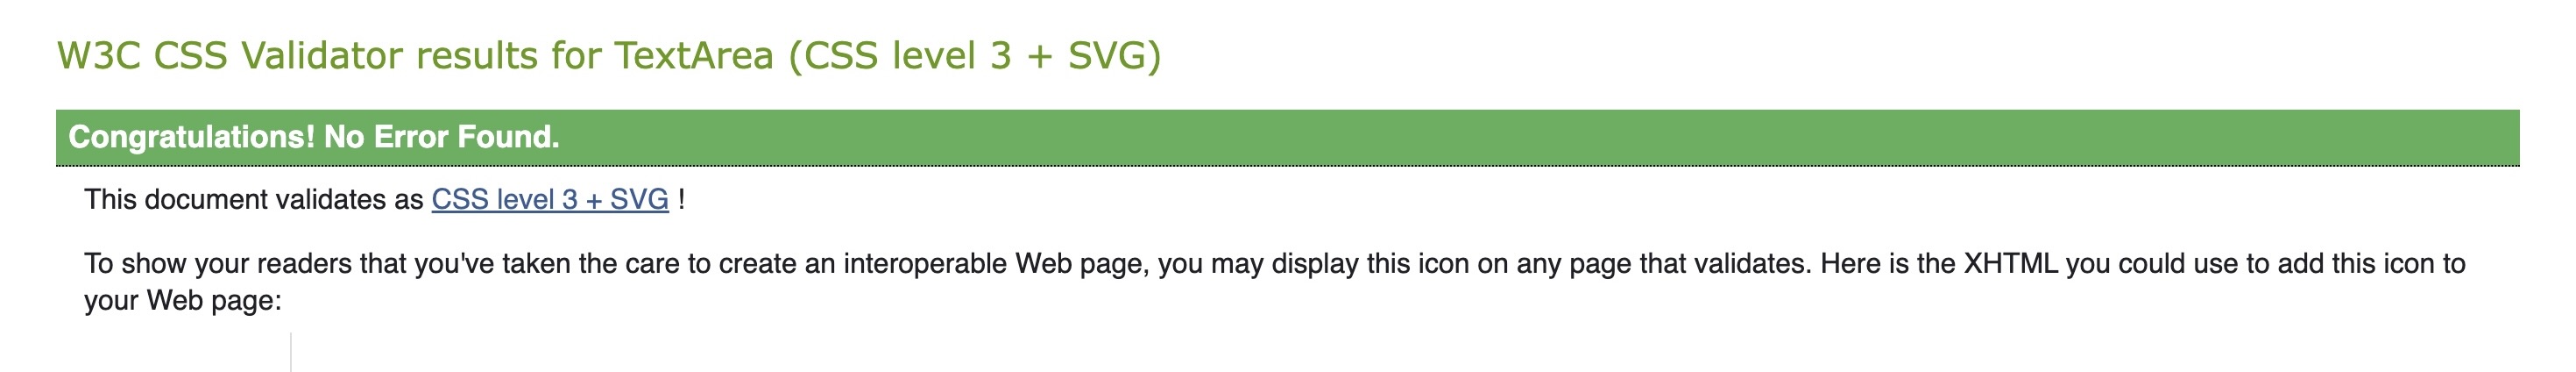 W3C CSS Validator results for TextArea (CSS level 3 + SVG)
Congratulations! No Error Found.
This document validates as CSS level 3 + SVG !
To show your readers that you've taken the care to create an interoperable Web page, you may display this icon on any page that validates. Here is the XHTML you could use to add this icon to
your Web page: